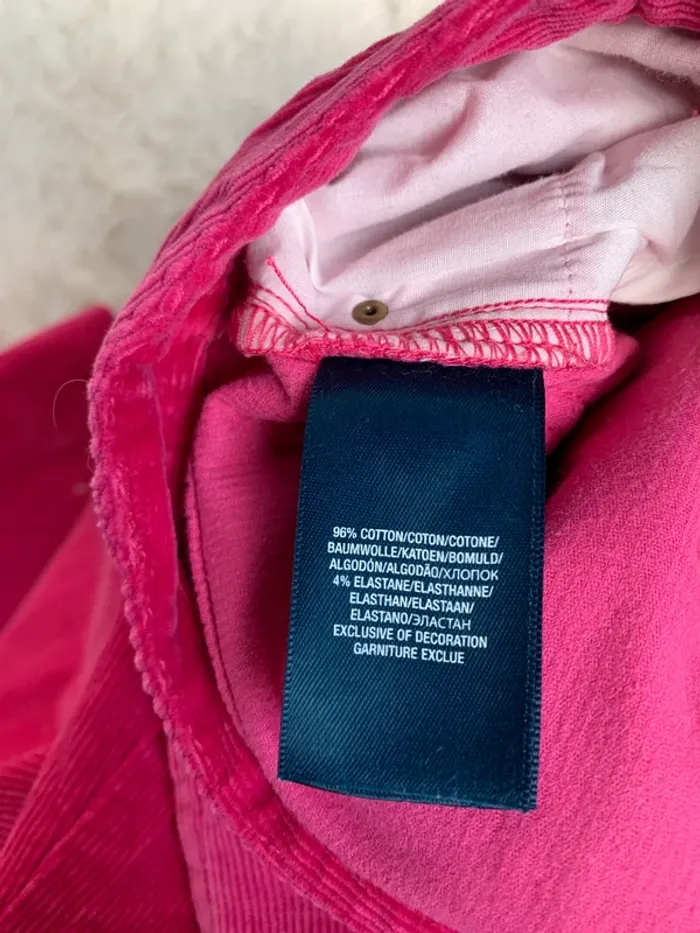 96% COTTON/COTON/COTONE/
BAUMWOLLE/KATOEN/BOMULD/
ALGODÓN/ALGODÃO/ХЛОПОК
4% ELASTANE/ELASTHANNE/
ELASTHAN/ELASTAAN/
ELASTANO/ЭЛАСТАН
EXCLUSIVE OF DECORATION
GARNITURE EXCLUE